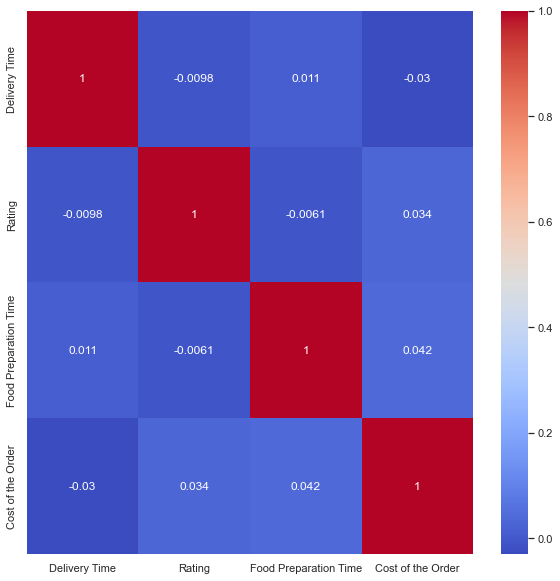 Delivery Time
1
-0.0098
0.011
-0.03
Rating
-0.0098
1
-0.0061
0.034
Food Preparation Time
0.011
-0.0061
1
0.042
Cost of the Order
-0.03
0.034
0.042
1
Delivery Time
Rating
Food Preparation Time
Cost of the Order
1.0
0.8
0.6
0.4
0.2
0.0